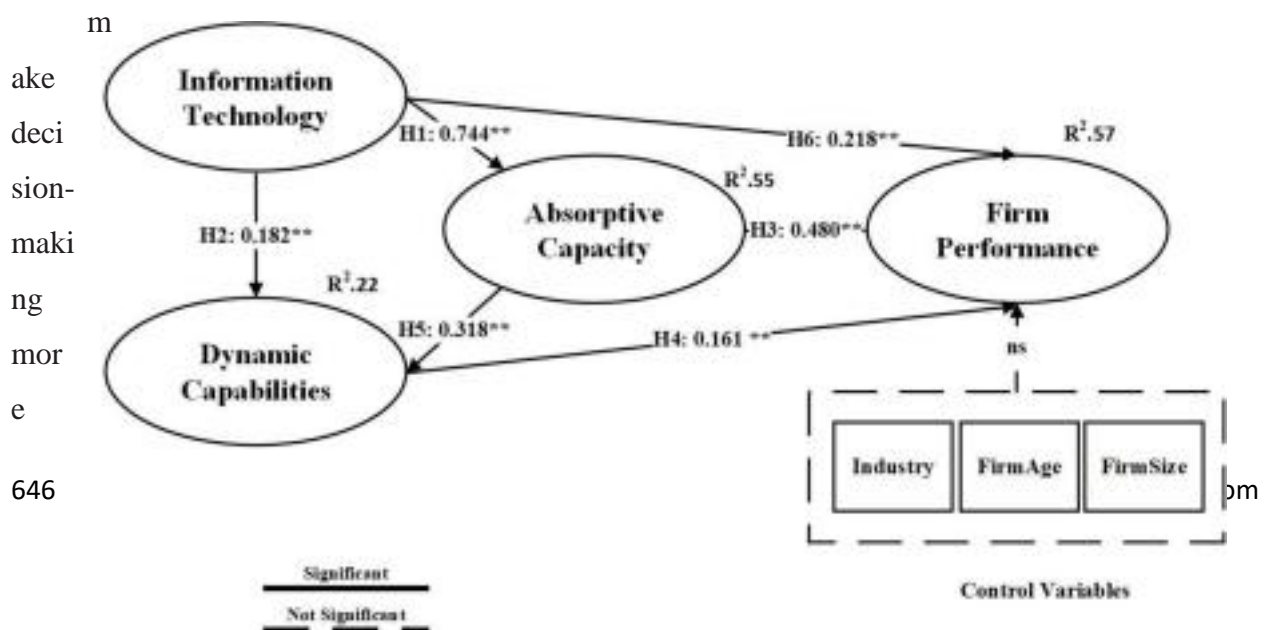 m
ake
deci
sion-
maki
ng
mor
e
646
om
Information
Technology
H1: 0.744**
H6: 0.218**
R².57
R².55
Absorptive
Capacity
H3: 0.480**
Firm
Performance
H2: 0.182**
R².22
H5: 0.318**
H4: 0.161 **
Dynamic
Capabilities
ns
Industry
FirmAge
FirmSize
Control Variables
Significant
Not Significant